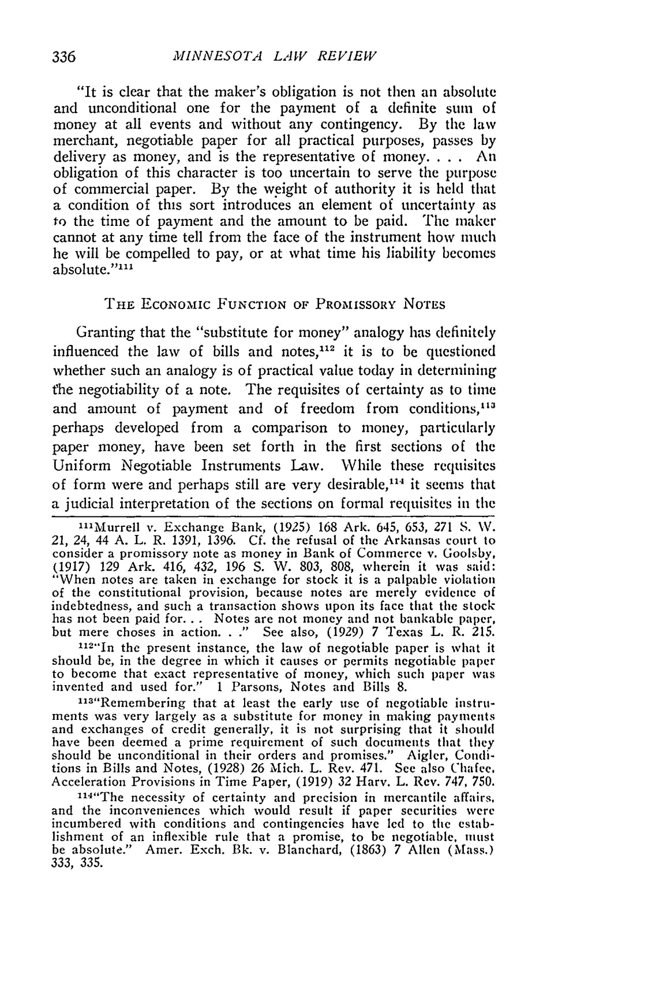 336 MINNESOTA LAW REVIEW
"It is clear that the maker's obligation is not then an absolute
and unconditional one for the payment of a definite sum of
money at all events and without any contingency. By the law
merchant, negotiable paper for all practical purposes, passes by
delivery as money, and is the representative of money. . . . An
obligation of this character is too uncertain to serve the purpose
of commercial paper. By the weight of authority it is held that
a condition of this sort introduces an element of uncertainty as
to the time of payment and the amount to be paid. The maker
cannot at any time tell from the face of the instrument how much
he will be compelled to pay, or at what time his liability becomes
absolute."¹¹¹
THE ECONOMIC FUNCTION OF PROMISSORY NOTES
Granting that the "substitute for money" analogy has definitely
influenced the law of bills and notes,¹¹² it is to be questioned
whether such an analogy is of practical value today in determining
the negotiability of a note. The requisites of certainty as to time
and amount of payment and of freedom from conditions,¹¹³
perhaps developed from a comparison to money, particularly
paper money, have been set forth in the first sections of the
Uniform Negotiable Instruments Law. While these requisites
of form were and perhaps still are very desirable,¹¹⁴ it seems that
a judicial interpretation of the sections on formal requisites in the
¹¹¹Murrell v. Exchange Bank, (1925) 168 Ark. 645, 653, 271 S. W.
21, 24, 44 A. L. R. 1391, 1396. Cf. the refusal of the Arkansas court to
consider a promissory note as money in Bank of Commerce v. Goolsby,
(1917) 129 Ark. 416, 432, 196 S. W. 803, 808, wherein it was said:
"When notes are taken in exchange for stock it is a palpable violation
of the constitutional provision, because notes are merely evidence of
indebtedness, and such a transaction shows upon its face that the stock
has not been paid for. . . Notes are not money and not bankable paper,
but mere choses in action. . ." See also, (1929) 7 Texas L. R. 215.
¹¹²"In the present instance, the law of negotiable paper is what it
should be, in the degree in which it causes or permits negotiable paper
to become that exact representative of money, which such paper was
invented and used for." 1 Parsons, Notes and Bills 8.
¹¹³"Remembering that at least the early use of negotiable instru-
ments was very largely as a substitute for money in making payments
and exchanges of credit generally, it is not surprising that it should
have been deemed a prime requirement of such documents that they
should be unconditional in their orders and promises." Aigler, Condi-
tions in Bills and Notes, (1928) 26 Mich. L. Rev. 471. See also Chafee,
Acceleration Provisions in Time Paper, (1919) 32 Harv. L. Rev. 747, 750.
¹¹⁴"The necessity of certainty and precision in mercantile affairs,
and the inconveniences which would result if paper securities were
incumbered with conditions and contingencies have led to the estab-
lishment of an inflexible rule that a promise, to be negotiable, must
be absolute." Amer. Exch. Bk. v. Blanchard, (1863) 7 Allen (Mass.)
333, 335.